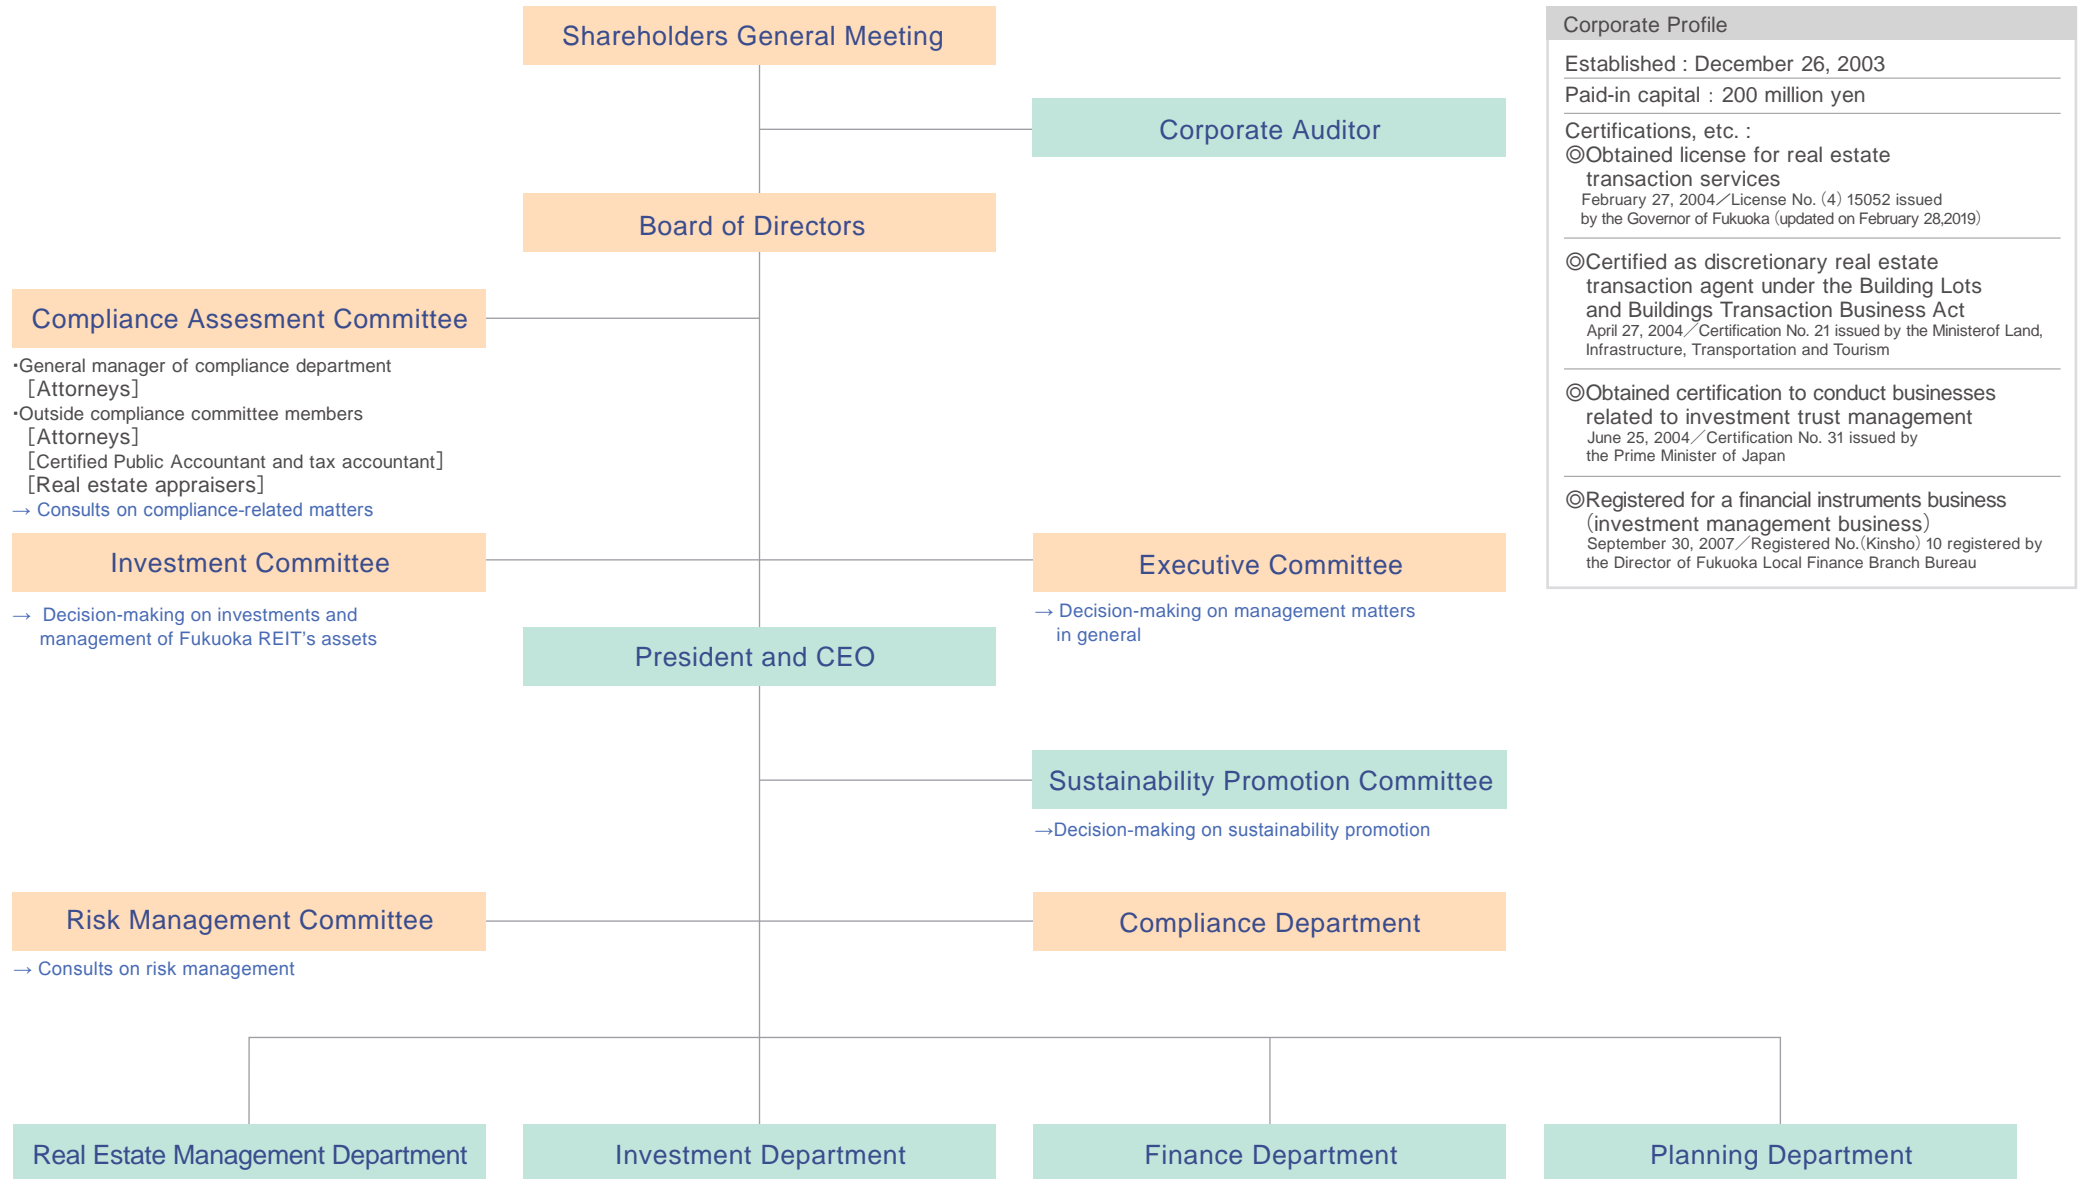 Shareholders General Meeting
Corporate Auditor
Board of Directors
Compliance Assesment Committee
・General manager of compliance department
[Attorneys]
・Outside compliance committee members
[Attorneys]
[Certified Public Accountant and tax accountant]
[Real estate appraisers]
→ Consults on compliance-related matters
Investment Committee
→ Decision-making on investments and
management of Fukuoka REIT's assets
Executive Committee
→ Decision-making on management matters
in general
President and CEO
Sustainability Promotion Committee
→Decision-making on sustainability promotion
Risk Management Committee
→ Consults on risk management
Compliance Department
Real Estate Management Department
Investment Department
Finance Department
Planning Department
Corporate Profile
Established : December 26, 2003
Paid-in capital : 200 million yen
Certifications, etc. :
◎Obtained license for real estate
transaction services
February 27, 2004／License No. (4) 15052 issued
by the Governor of Fukuoka (updated on February 28,2019)
◎Certified as discretionary real estate
transaction agent under the Building Lots
and Buildings Transaction Business Act
April 27, 2004／Certification No. 21 issued by the Ministerof Land,
Infrastructure, Transportation and Tourism
◎Obtained certification to conduct businesses
related to investment trust management
June 25, 2004／Certification No. 31 issued by
the Prime Minister of Japan
◎Registered for a financial instruments business
(investment management business)
September 30, 2007／Registered No.(Kinsho) 10 registered by
the Director of Fukuoka Local Finance Branch Bureau